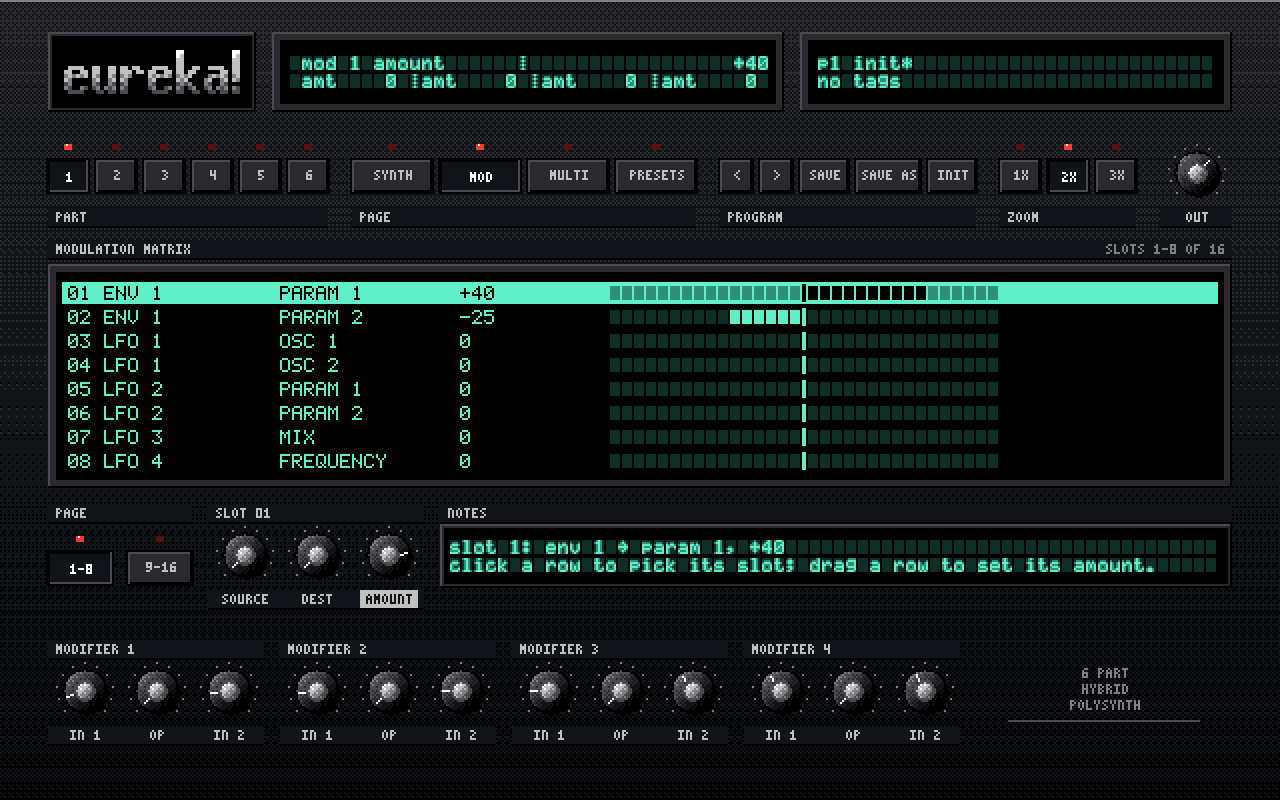 eureka!
mod 1 amount +40
amt 0 amt 0 amt 0 amt 0
p1 init*
no tags
1 2 3 4 5 6 SYNTH MOD MULTI PRESETS < > SAVE SAVE AS INIT 1X 2X 3X
PART PAGE PROGRAM ZOOM OUT
MODULATION MATRIX SLOTS 1-8 OF 16
01 ENV 1 PARAM 1 +40
02 ENV 1 PARAM 2 -25
03 LFO 1 OSC 1 0
04 LFO 1 OSC 2 0
05 LFO 2 PARAM 1 0
06 LFO 2 PARAM 2 0
07 LFO 3 MIX 0
08 LFO 4 FREQUENCY 0
PAGE SLOT 01 NOTES
1-8 9-16
slot 1: env 1 → param 1, +40
click a row to pick its slot; drag a row to set its amount.
SOURCE DEST AMOUNT
MODIFIER 1 MODIFIER 2 MODIFIER 3 MODIFIER 4
IN 1 OP IN 2 IN 1 OP IN 2 IN 1 OP IN 2 IN 1 OP IN 2
6 PART
HYBRID
POLYSYNTH